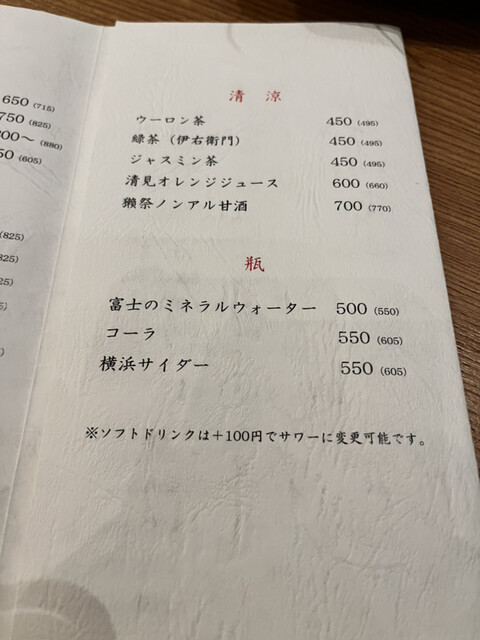 650 (715)
750 (825)
(880)
50 (605)
(825)
清涼
ウーロン茶 450 (495)
緑茶 (伊右衛門) 450 (495)
ジャスミン茶 450 (495)
清見オレンジジュース 600 (660)
獺祭ノンアル甘酒 700 (770)
瓶
富士のミネラルウォーター 500 (550)
コーラ 550 (605)
横浜サイダー 550 (605)
※ソフトドリンクは+100円でサワーに変更可能です。